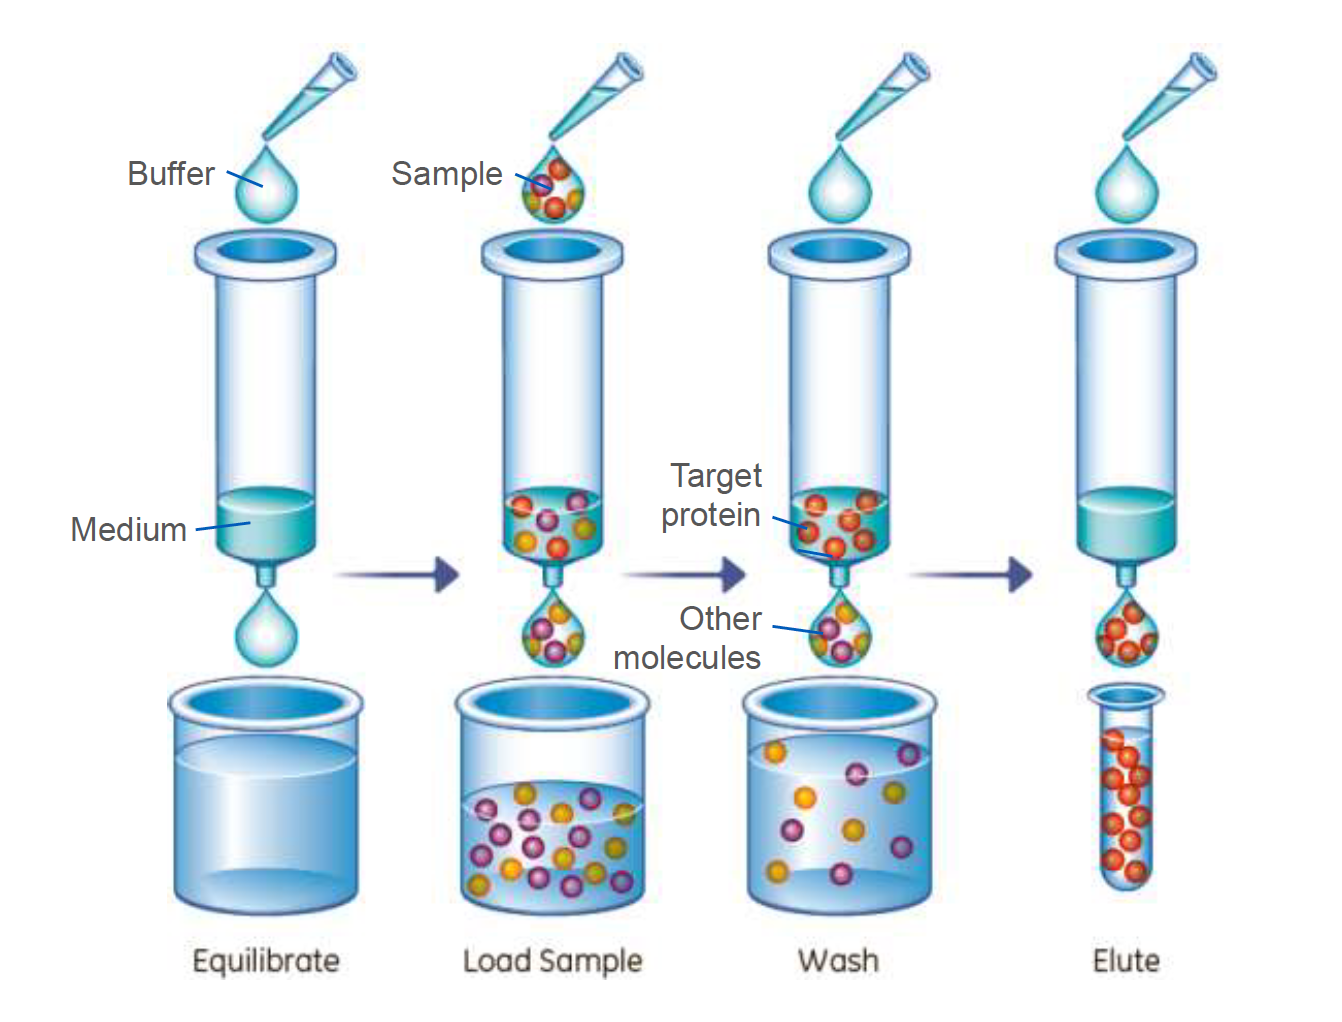 Buffer
Sample
Target
protein
Medium
Other
molecules
Equilibrate
Load Sample
Wash
Elute